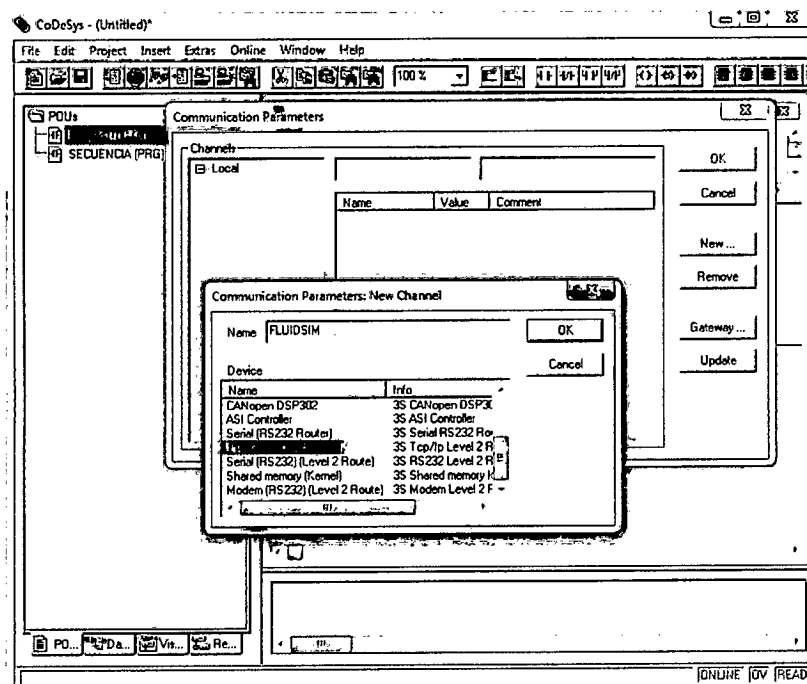 CoDeSys - (Untitled)*
File Edit Project Insert Extras Online Window Help
100 %
POUs
SECUENCIA (PRG)
Communication Parameters
Channels
Local
Name Value Comment
OK
Cancel
New ...
Remove
Gateway ...
Update
Communication Parameters: New Channel
Name FLUIDSIM
OK
Cancel
Device
Name Info
CANopen DSP302 3S CANopen DSP30
ASI Controller 3S ASI Controller
Serial (RS232 Router) 3S Serial RS232 Rou
3S Tcp/Ip Level 2 R
Serial (RS232) (Level 2 Route) 3S RS232 Level 2 R
Shared memory (Kernel) 3S Shared memory
Modem (RS232) (Level 2 Route) 3S Modem Level 2
PO... Da... Vis... Re...
ONLINE OV READ